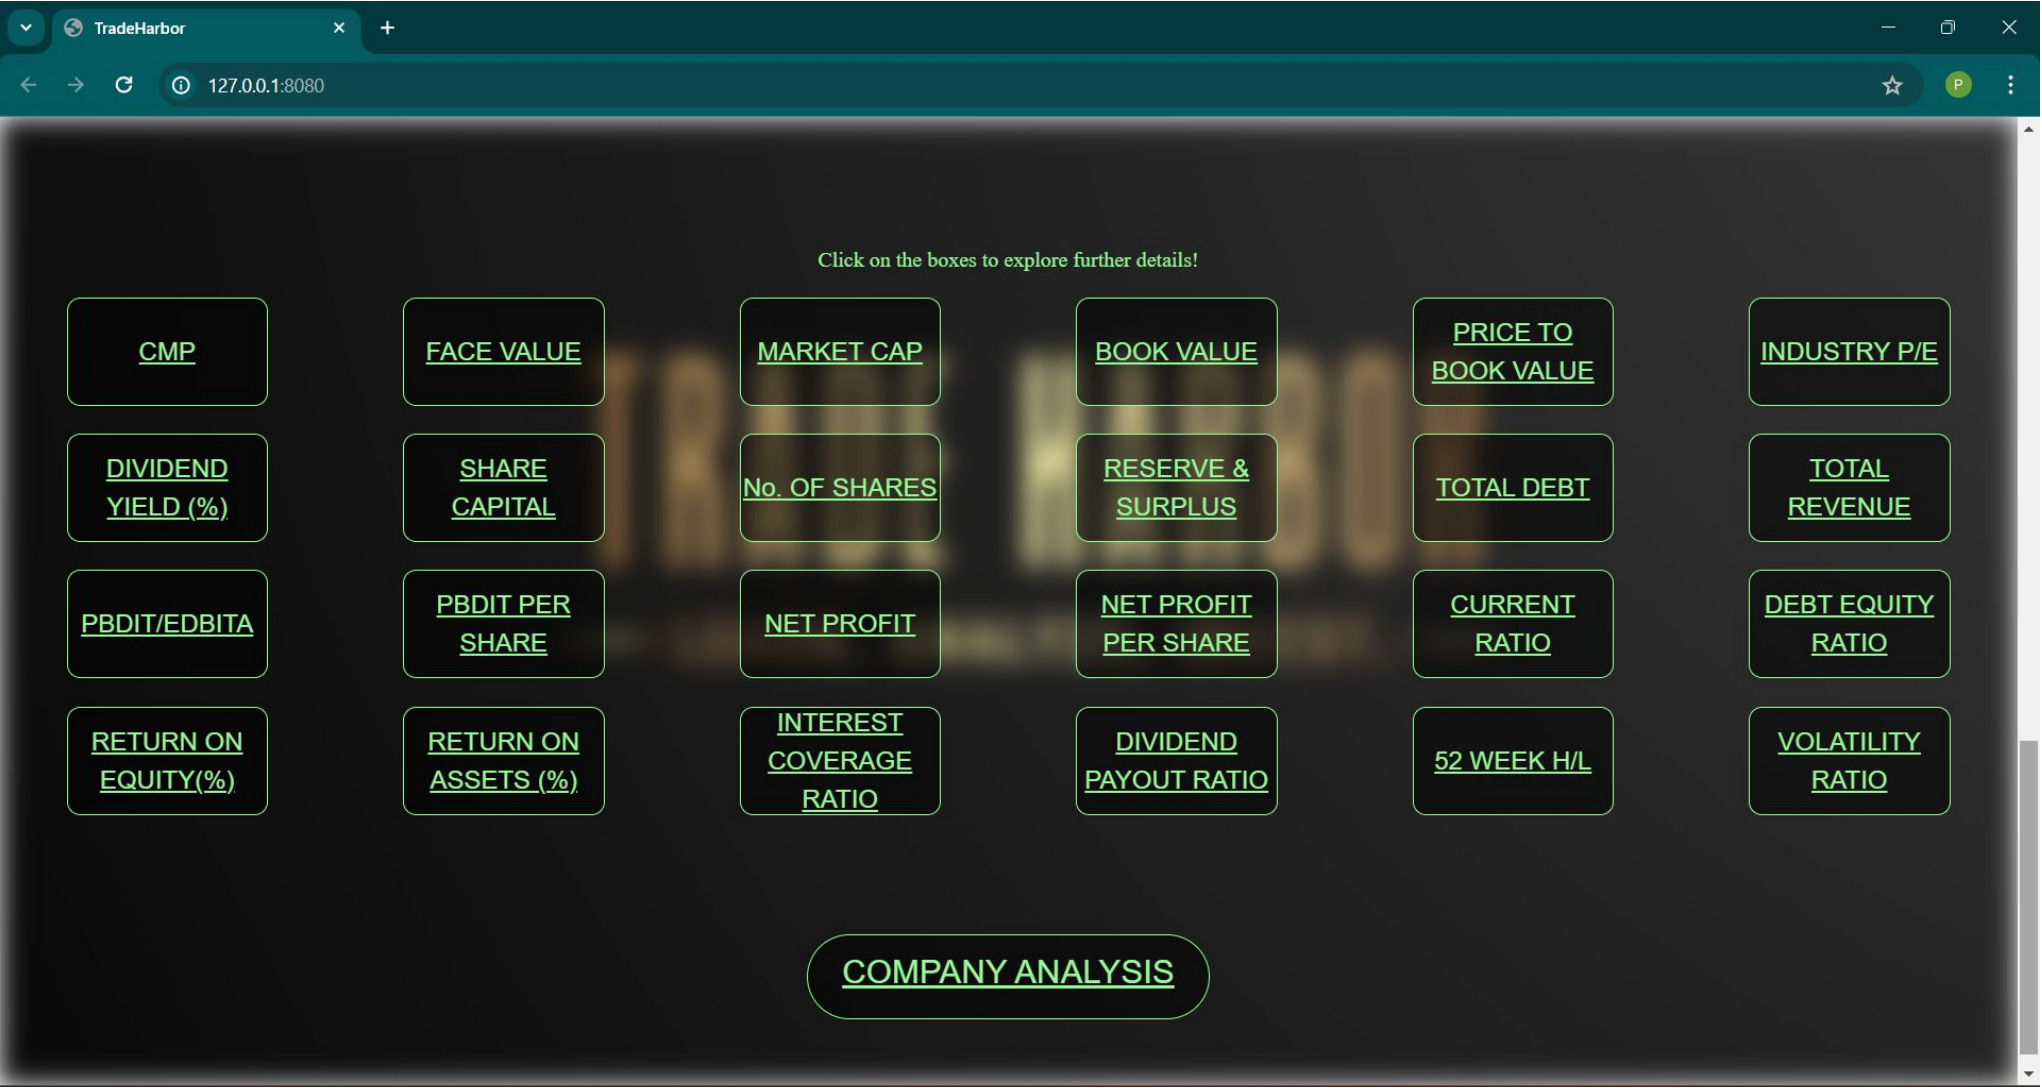 TradeHarbor
127.0.0.1:8080
P
Click on the boxes to explore further details!
CMP
FACE VALUE
MARKET CAP
BOOK VALUE
PRICE TO
BOOK VALUE
INDUSTRY P/E
DIVIDEND
YIELD (%)
SHARE
CAPITAL
No. OF SHARES
RESERVE &
SURPLUS
TOTAL DEBT
TOTAL
REVENUE
PBDIT/EDBITA
PBDIT PER
SHARE
NET PROFIT
NET PROFIT
PER SHARE
CURRENT
RATIO
DEBT EQUITY
RATIO
RETURN ON
EQUITY(%)
RETURN ON
ASSETS (%)
INTEREST
COVERAGE
RATIO
DIVIDEND
PAYOUT RATIO
52 WEEK H/L
VOLATILITY
RATIO
TRADE HARBOR
COMPANY ANALYSIS